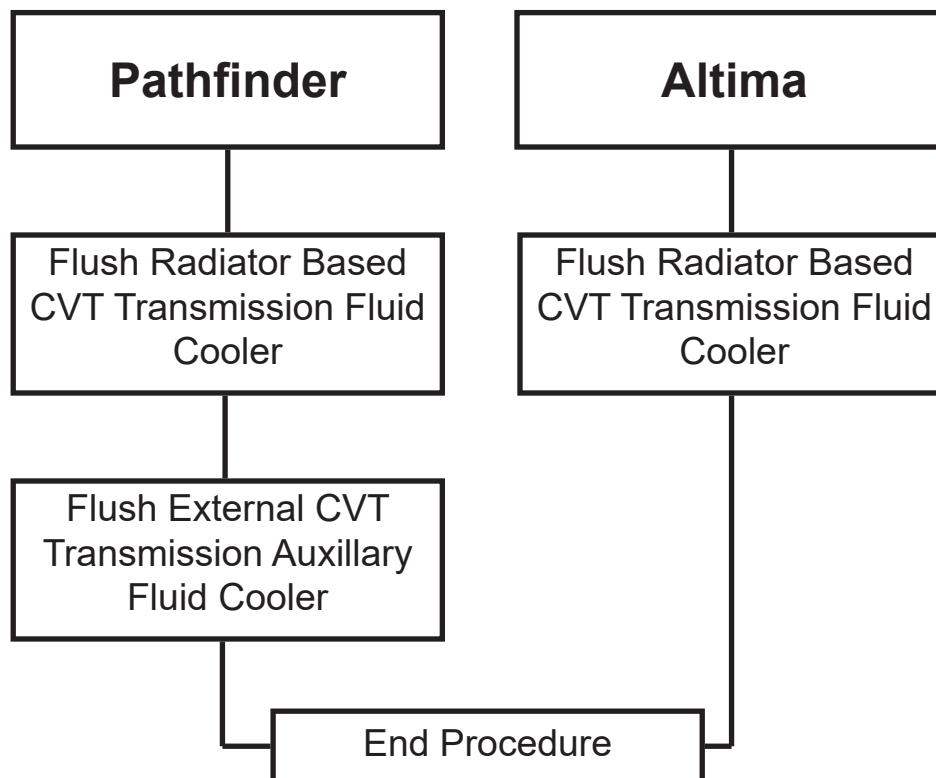 Pathfinder
Altima
Flush Radiator Based
CVT Transmission Fluid
Cooler
Flush Radiator Based
CVT Transmission Fluid
Cooler
Flush External CVT
Transmission Auxillary
Fluid Cooler
End Procedure